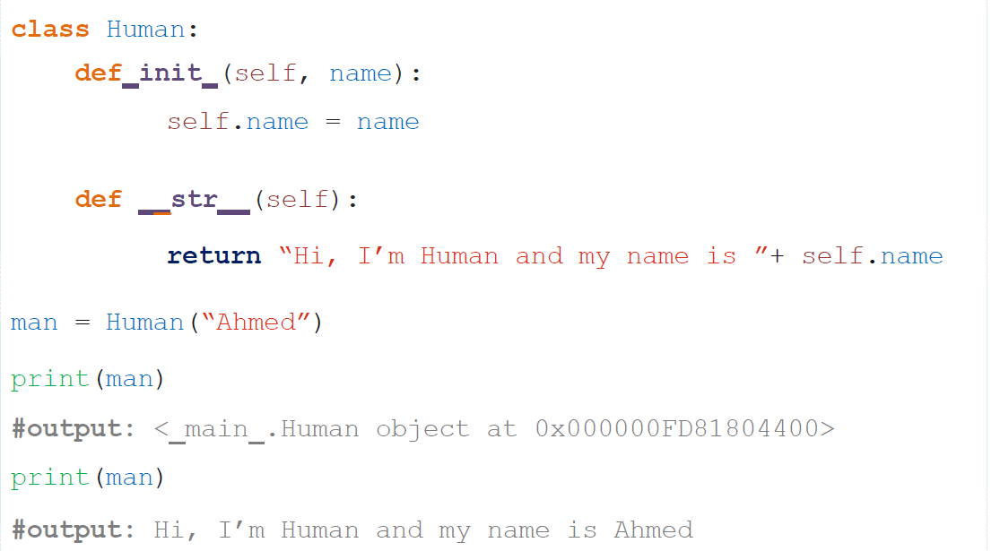 class Human:
def_init_(self, name):
self.name = name
def __str__(self):
return “Hi, I’m Human and my name is ”+ self.name
man = Human(“Ahmed”)
print(man)
#output: <_main_.Human object at 0x000000FD81804400>
print(man)
#output: Hi, I’m Human and my name is Ahmed